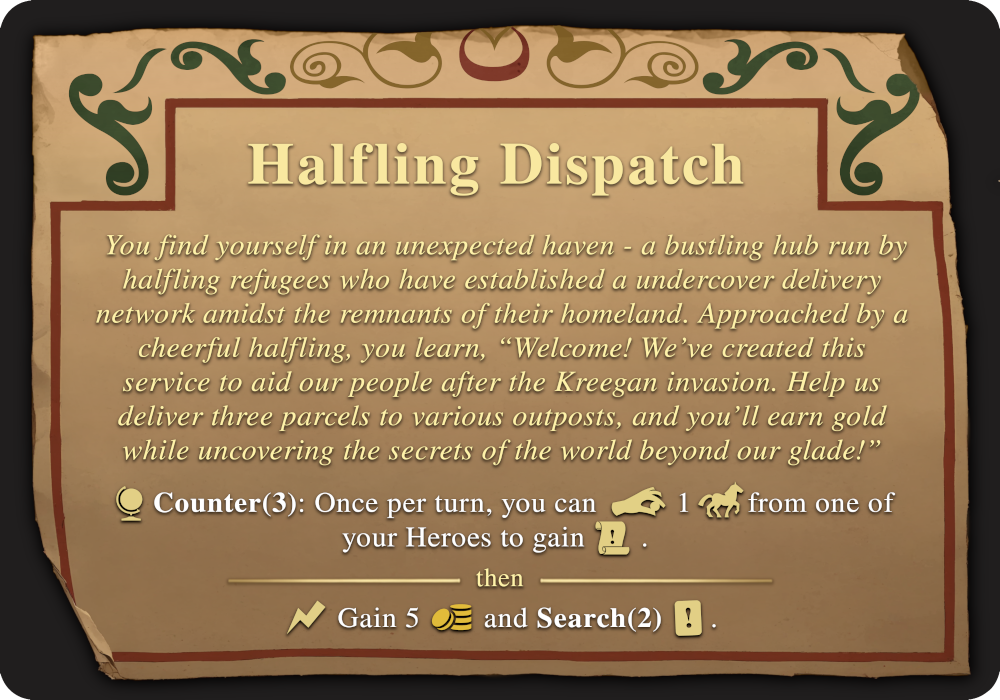 Halfling Dispatch
You find yourself in an unexpected haven - a bustling hub run by
halfling refugees who have established a undercover delivery
network amidst the remnants of their homeland. Approached by a
cheerful halfling, you learn, “Welcome! We’ve created this
service to aid our people after the Kreegan invasion. Help us
deliver three parcels to various outposts, and you’ll earn gold
while uncovering the secrets of the world beyond our glade!”
Counter(3): Once per turn, you can 1 from one of
your Heroes to gain .
then
Gain 5 and Search(2) .